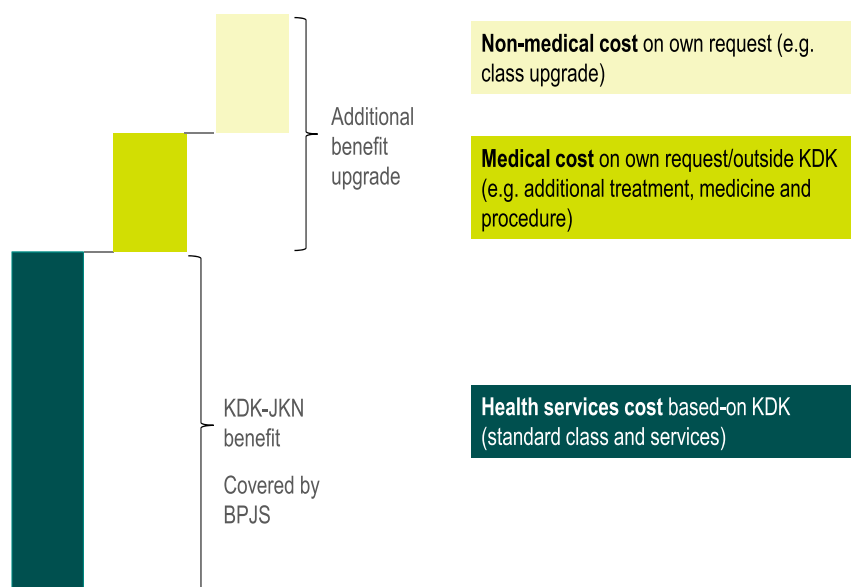 Non-medical cost on own request (e.g.
class upgrade)
Additional
benefit
upgrade
Medical cost on own request/outside KDK
(e.g. additional treatment, medicine and
procedure)
KDK-JKN
benefit
Covered by
BPJS
Health services cost based-on KDK
(standard class and services)